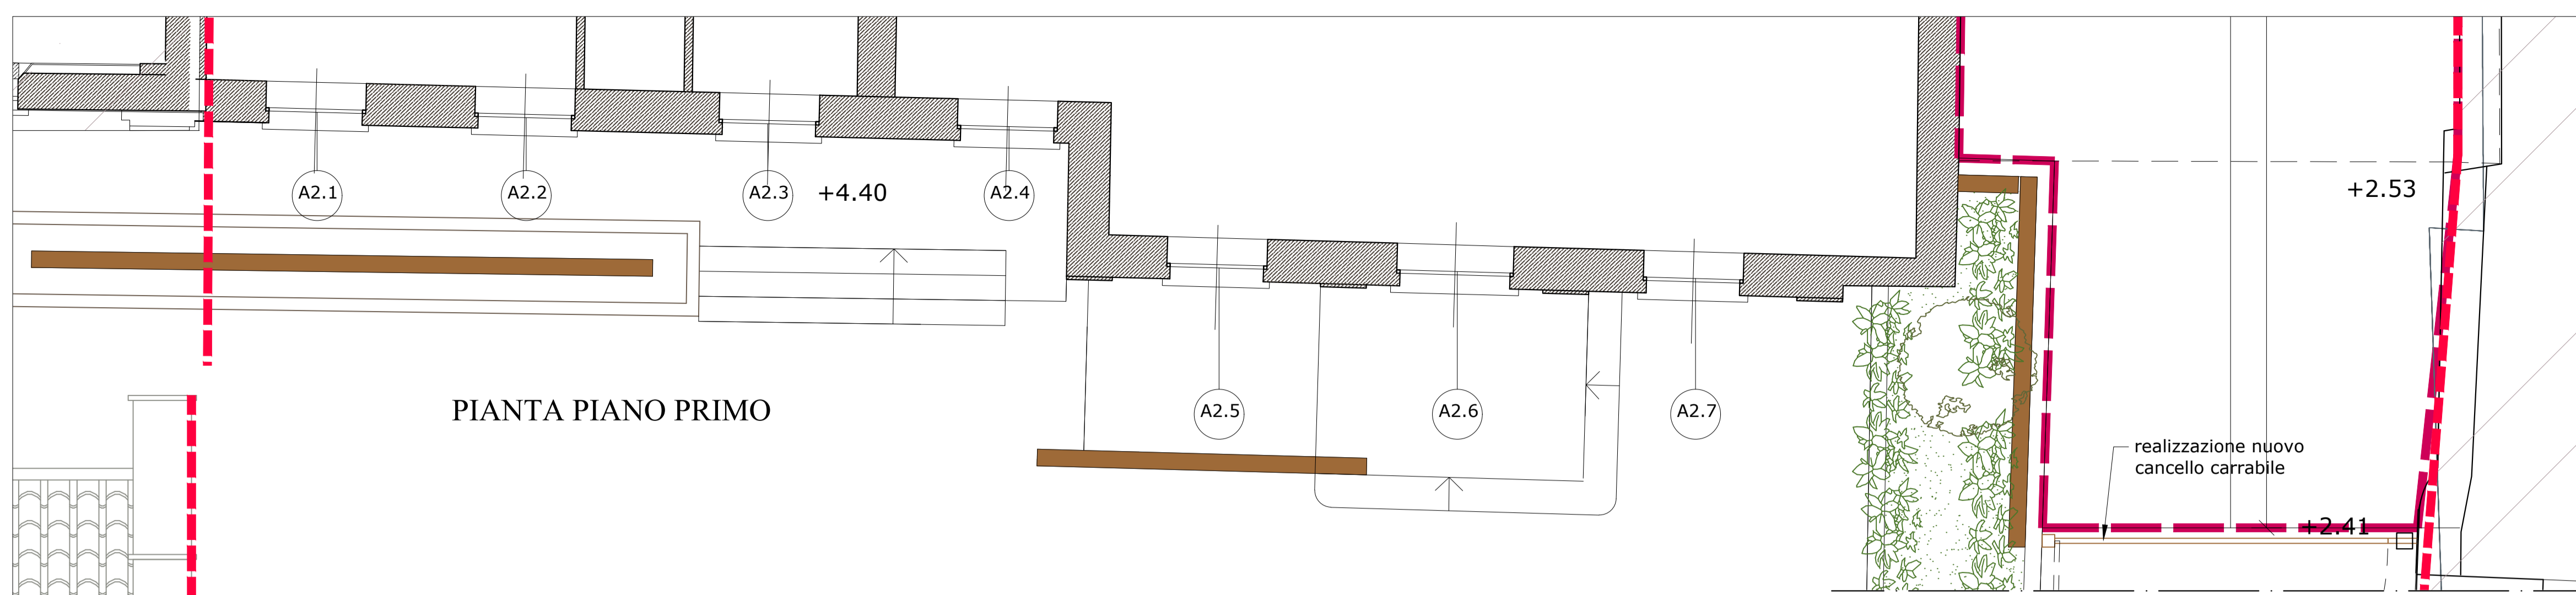 A2.1
A2.2
A2.3
+4.40
A2.4
+2.53
PIANTA PIANO PRIMO
A2.5
A2.6
A2.7
realizzazione nuovo
cancello carrabile
+2.41